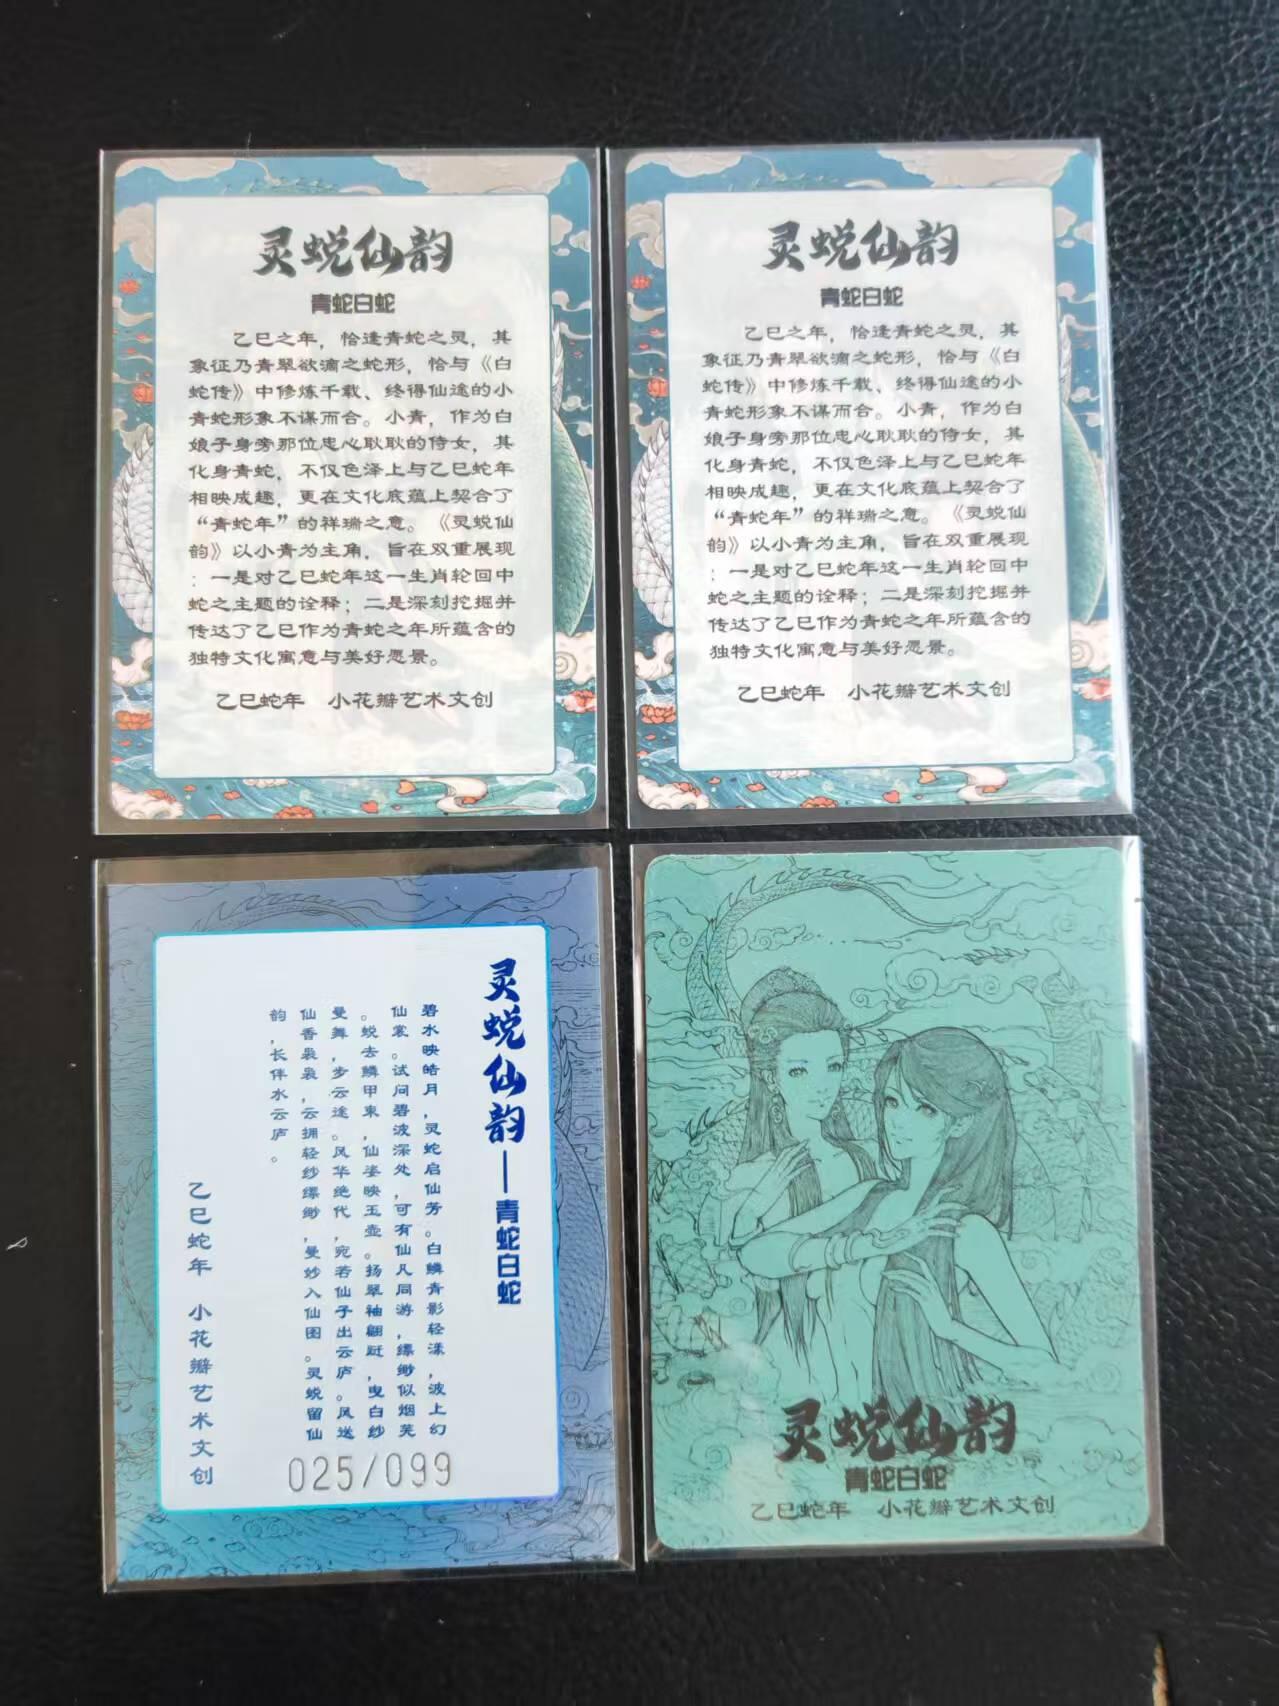 灵蜕仙韵
青蛇白蛇
乙巳之年，恰逢青蛇之灵，其
象征乃青翠欲滴之蛇形，恰与《白
蛇传》中修炼千载、终得仙途的小
青蛇形象不谋而合。小青，作为白
娘子身旁那位忠心耿耿的侍女，其
化身青蛇，不仅色泽上与乙巳蛇年
相映成趣，更在文化底蕴上契合了
“青蛇年”的祥瑞之意。《灵蜕仙
韵》以小青为主角，旨在双重展现
：一是对乙巳蛇年这一生肖轮回中
蛇之主题的诠释；二是深刻挖掘并
传达了乙巳作为青蛇之年所蕴含的
独特文化寓意与美好愿景。
乙巳蛇年 小花瓣艺术文创
灵蜕仙韵
青蛇白蛇
乙巳之年，恰逢青蛇之灵，其
象征乃青翠欲滴之蛇形，恰与《白
蛇传》中修炼千载、终得仙途的小
青蛇形象不谋而合。小青，作为白
娘子身旁那位忠心耿耿的侍女，其
化身青蛇，不仅色泽上与乙巳蛇年
相映成趣，更在文化底蕴上契合了
“青蛇年”的祥瑞之意。《灵蜕仙
韵》以小青为主角，旨在双重展现
：一是对乙巳蛇年这一生肖轮回中
蛇之主题的诠释；二是深刻挖掘并
传达了乙巳作为青蛇之年所蕴含的
独特文化寓意与美好愿景。
乙巳蛇年 小花瓣艺术文创
灵蜕仙韵—青蛇白蛇
碧水映皓月，灵蛇启仙芳。白鳞青影轻漾，波上幻
仙裳。试问碧波深处，可有仙凡同游，缥缈似烟芜
。蜕去鳞甲束，仙姿映玉壶。扬翠袖翩跹，曳白纱
曼舞，步云途。风华绝代，宛若仙子出云庐。风送
仙香袅袅，云拥轻纱缥缈，曼妙入仙图。灵蜕留仙
韵，长伴水云庐。
乙巳蛇年 小花瓣艺术文创
025/099
灵蜕仙韵
青蛇白蛇
乙巳蛇年 小花瓣艺术文创